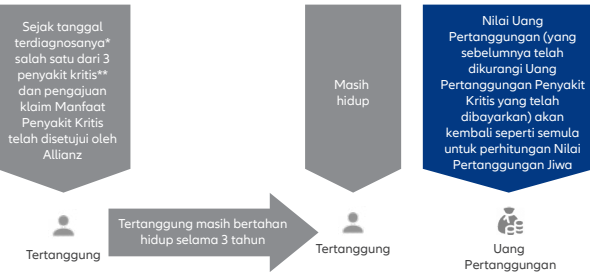 Sejak tanggal
terdiagnosanya*
salah satu dari 3
penyakit kritis**
dan pengajuan
klaim Manfaat
Penyakit Kritis
telah disetujui oleh
Allianz
Masih
hidup
Nilai Uang
Pertanggungan (yang
sebelumnya telah
dikurangi Uang
Pertanggungan Penyakit
Kritis yang telah
dibayarkan) akan
kembali seperti semula
untuk perhitungan Nilai
Pertanggungan Jiwa
Tertanggung
Tertanggung masih bertahan
hidup selama 3 tahun
Tertanggung
Uang
Pertanggungan